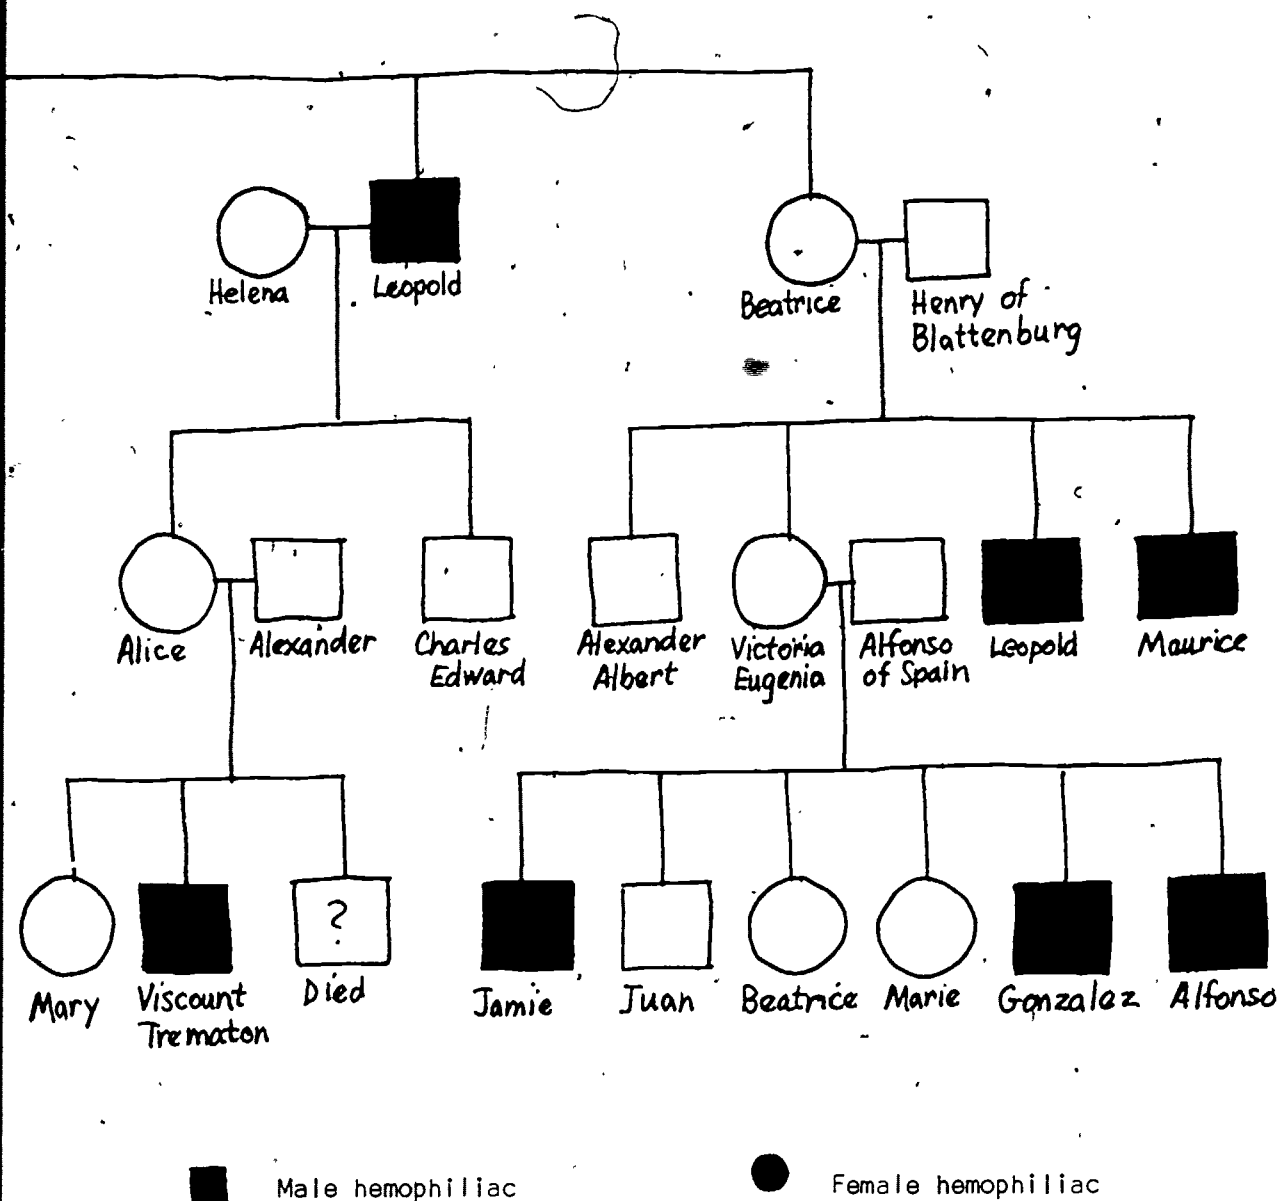 Helena
Leopold
Beatrice
Henry of
Blattenburg
Alice
Alexander
Charles
Edward
Alexander
Albert
Victoria
Eugenia
Alfonso
of Spain
Leopold
Maurice
?
Mary
Viscount
Trematon
Died
Jamie
Juan
Beatrice
Marie
Gonzalez
Alfonso
Male hemophiliac
Female hemophiliac